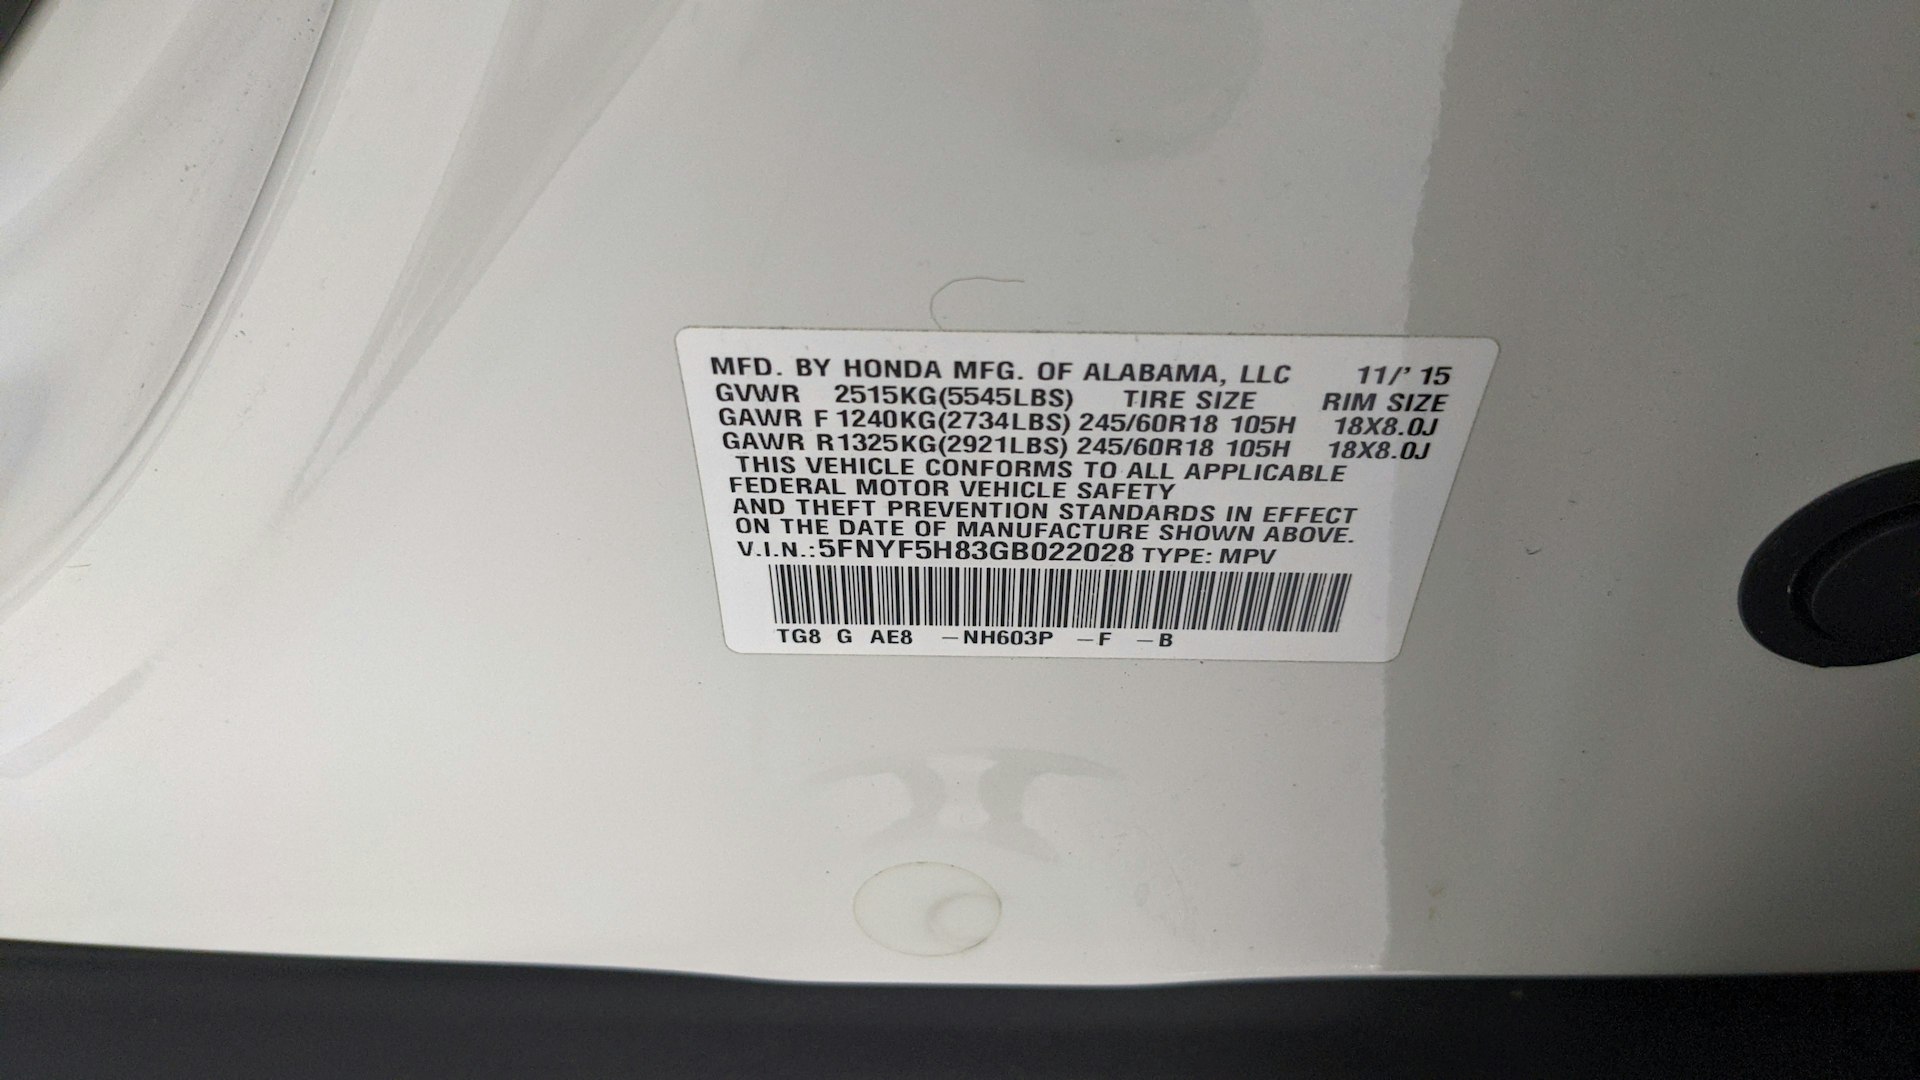 MFD. BY HONDA MFG. OF ALABAMA, LLC 11/' 15
GVWR 2515KG(5545LBS) TIRE SIZE RIM SIZE
GAWR F 1240KG(2734LBS) 245/60R18 105H 18X8.0J
GAWR R 1325KG(2921LBS) 245/60R18 105H 18X8.0J
THIS VEHICLE CONFORMS TO ALL APPLICABLE
FEDERAL MOTOR VEHICLE SAFETY
AND THEFT PREVENTION STANDARDS IN EFFECT
ON THE DATE OF MANUFACTURE SHOWN ABOVE.
V.I.N.: 5FNYF5H83GB022028 TYPE: MPV
TG8 G AE8 -NH603P -F -B